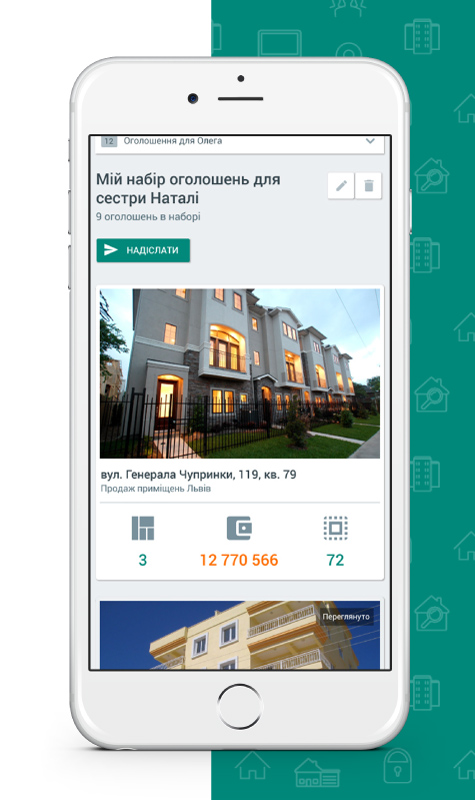 12 Оголошення для Олега
Мій набір оголошень для
сестри Наталі
9 оголошень в наборі
НАДІСЛАТИ
вул. Генерала Чупринки, 119, кв. 79
Продаж приміщень Львів
3 12 770 566 72
Переглянуто